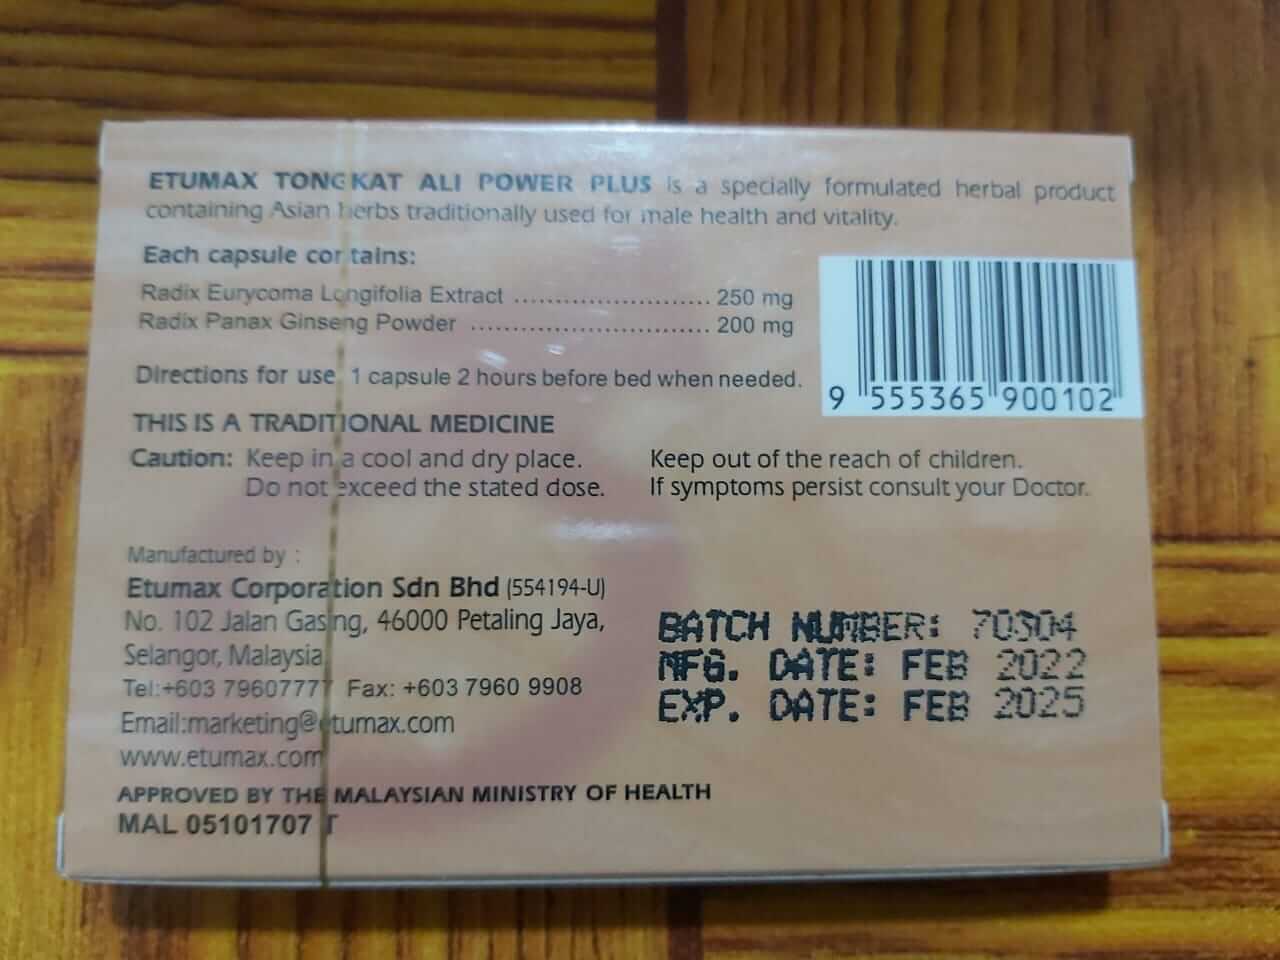 ETUMAX TONGKAT ALI POWER PLUS is a specially formulated herbal product
containing Asian herbs traditionally used for male health and vitality.
Each capsule contains:
Radix Eurycoma Longifolia Extract ........................ 250 mg
Radix Panax Ginseng Powder ............................. 200 mg
Directions for use 1 capsule 2 hours before bed when needed.
9 555365 900102
THIS IS A TRADITIONAL MEDICINE
Caution: Keep in a cool and dry place. Keep out of the reach of children.
Do not exceed the stated dose. If symptoms persist consult your Doctor.
Manufactured by :
Etumax Corporation Sdn Bhd (554194-U)
No. 102 Jalan Gasing, 46000 Petaling Jaya,
Selangor, Malaysia
Tel:+603 79607777 Fax: +603 7960 9908
Email:marketing@etumax.com
www.etumax.com
BATCH NUMBER: 70304
MFG. DATE: FEB 2022
EXP. DATE: FEB 2025
APPROVED BY THE MALAYSIAN MINISTRY OF HEALTH
MAL 05101707 T